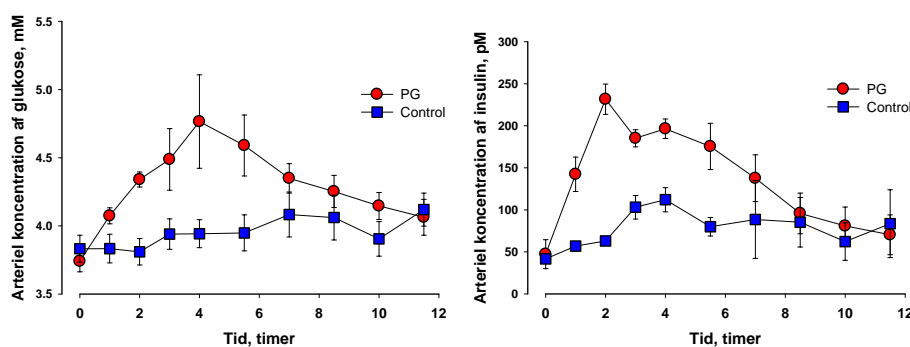 Arteriel koncentration af glukose, mM
5.5
5.0
4.5
4.0
3.5
PG
Control
0 2 4 6 8 10 12
Tid, timer
Arteriel koncentration af insulin, pM
300
250
200
150
100
50
0
PG
Control
0 2 4 6 8 10 12
Tid, timer